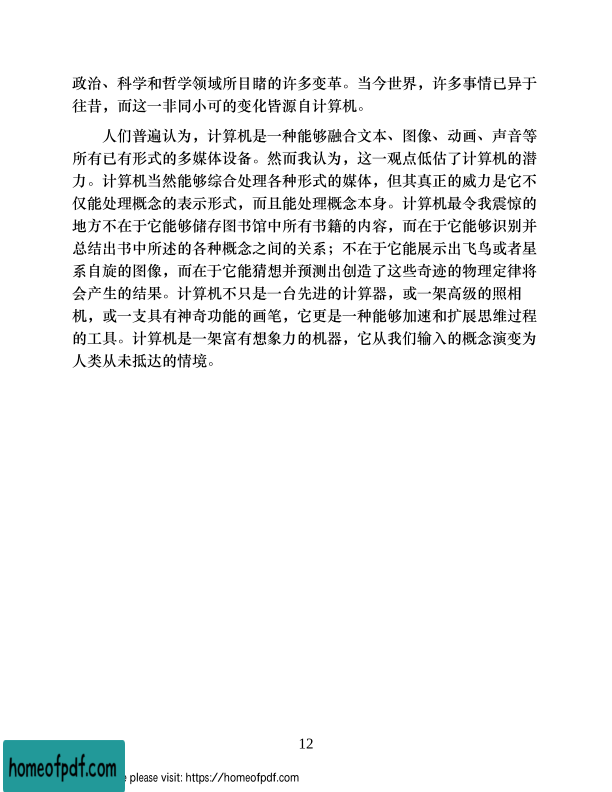 政治、科学和哲学领域所目睹的许多变革。当今世界，许多事情已异于
往昔，而这一非同小可的变化皆源自计算机。
人们普遍认为，计算机是一种能够融合文本、图像、动画、声音等
所有已有形式的多媒体设备。然而我认为，这一观点低估了计算机的潜
力。计算机当然能够综合处理各种形式的媒体，但其真正的威力是它不
仅能处理概念的表示形式，而且能处理概念本身。计算机最令我震惊的
地方不在于它能够储存图书馆中所有书籍的内容，而在于它能够识别并
总结出书中所述的各种概念之间的关系；不在于它能展示出飞鸟或者星
系自旋的图像，而在于它能猜想并预测出创造了这些奇迹的物理定律将
会产生的结果。计算机不只是一台先进的计算器，或一架高级的照相
机，或一支具有神奇功能的画笔，它更是一种能够加速和扩展思维过程
的工具。计算机是一架富有想象力的机器，它从我们输入的概念演变为
人类从未抵达的情境。
12
homeofpdf.com
please visit: https://homeofpdf.com